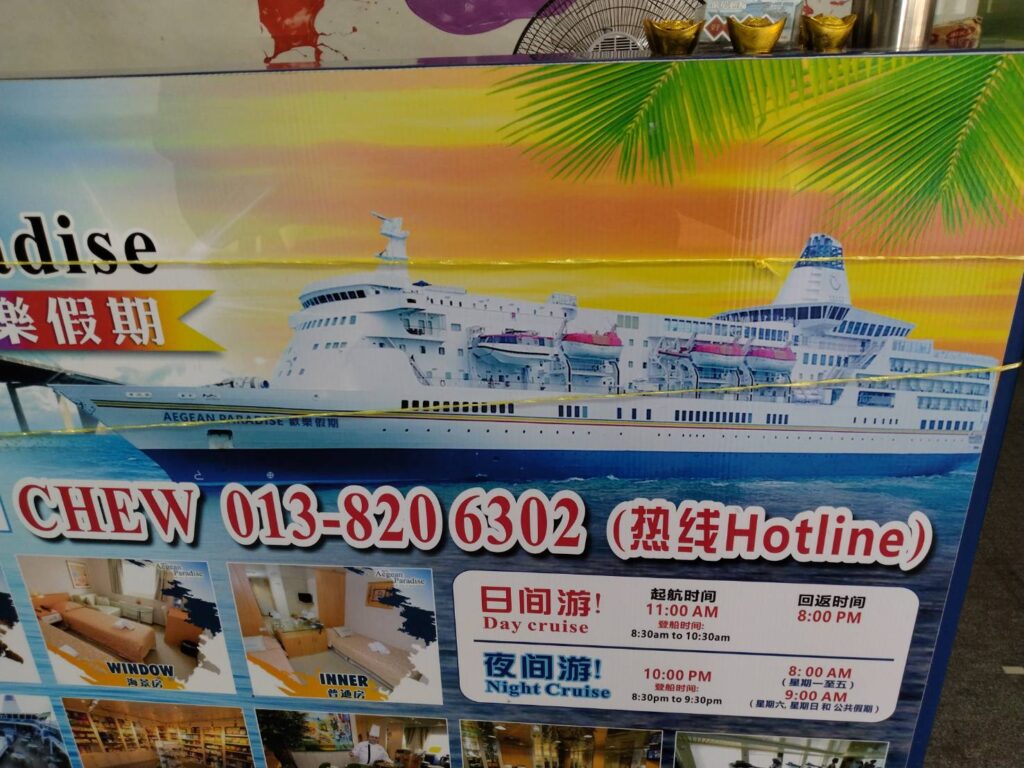 adise
樂假期
AEGEAN PARADISE 歡樂假期
CHEW 013-820 6302 (热线Hotline)
Aegean Paradise
WINDOW
海景房
Aegean Paradise
INNER
普通房
日间游!
Day cruise
起航时间
11:00 AM
登船时间:
8:30am to 10:30am
回返时间
8:00 PM
夜间游!
Night Cruise
10:00 PM
登船时间:
8:30pm to 9:30pm
8: 00 AM
(星期一至五)
9:00 AM
(星期六, 星期日 和 公共假期)